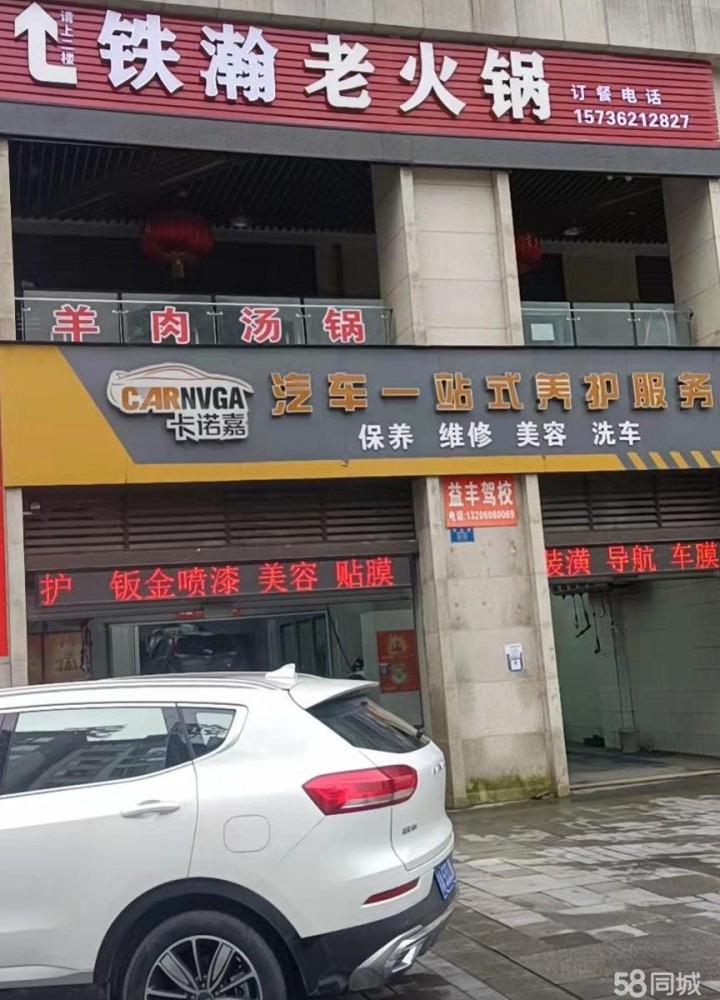 请上二楼
铁瀚老火锅
订餐电话
15736212827
羊肉汤锅
CARNVGA
卡诺嘉
汽车一站式养护服务
保养 维修 美容 洗车
益丰驾校
电话:13206080069
护 钣金喷漆 美容 贴膜
装潢 导航 车膜
58同城